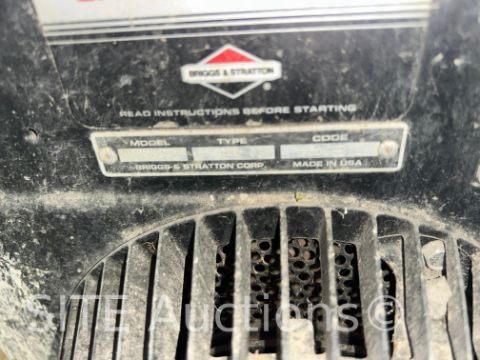 BRIGGS & STRATTON
READ INSTRUCTIONS BEFORE STARTING
MODEL TYPE CODE
BRIGGS & STRATTON CORP. MADE IN USA
SITE Auctions ©